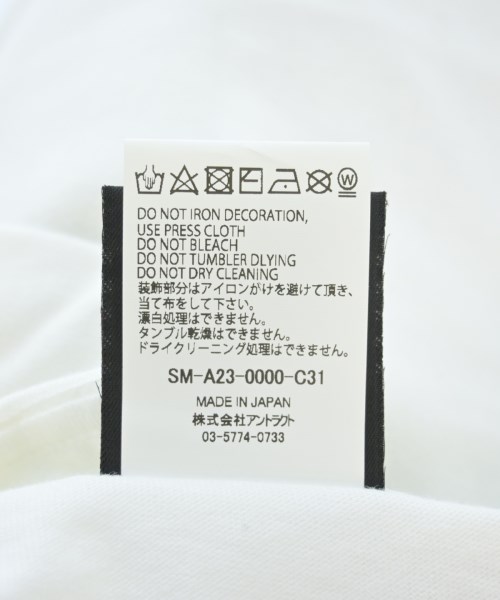 DO NOT IRON DECORATION,
USE PRESS CLOTH
DO NOT BLEACH
DO NOT TUMBLER DLYING
DO NOT DRY CLEANING
装飾部分はアイロンがけを避けて頂き、
当て布をして下さい。
漂白処理はできません。
タンブル乾燥はできません。
ドライクリーニング処理はできません。
SM-A23-0000-C31
MADE IN JAPAN
株式会社アントラクト
03-5774-0733